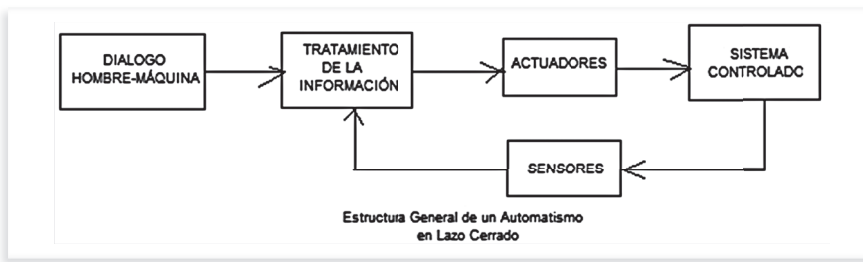 DIALOGO
HOMBRE-MÁQUINA
TRATAMIENTO
DE LA
INFORMACIÓN
ACTUADORES
SISTEMA
CONTROLADO
SENSORES
Estructura General de un Automatismo
en Lazo Cerrado